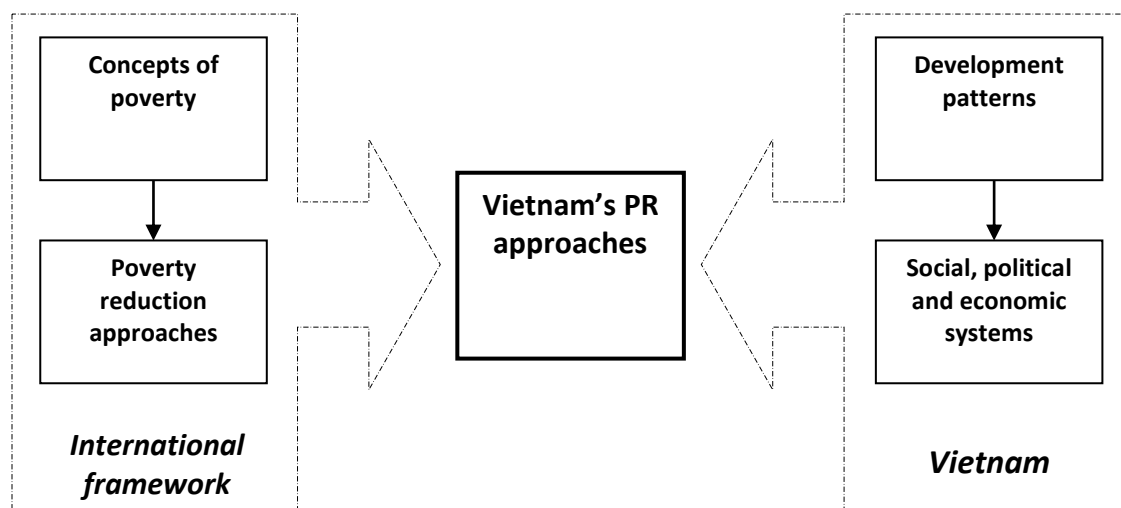 Concepts of
poverty
Poverty
reduction
approaches
International
framework
Vietnam’s PR
approaches
Development
patterns
Social, political
and economic
systems
Vietnam